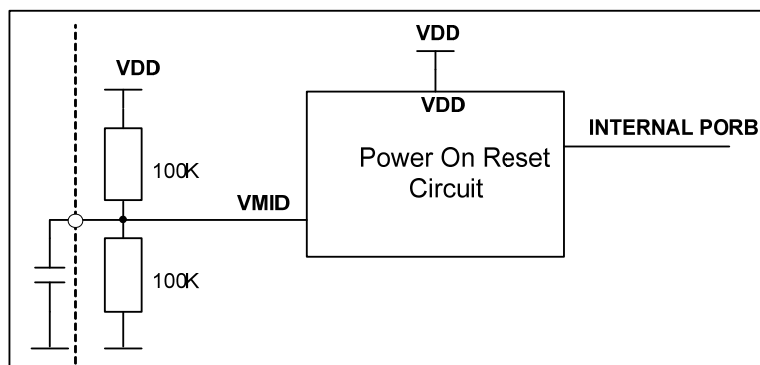 VDD
VDD
VDD
INTERNAL PORB
Power On Reset
Circuit
100K
VMID
100K